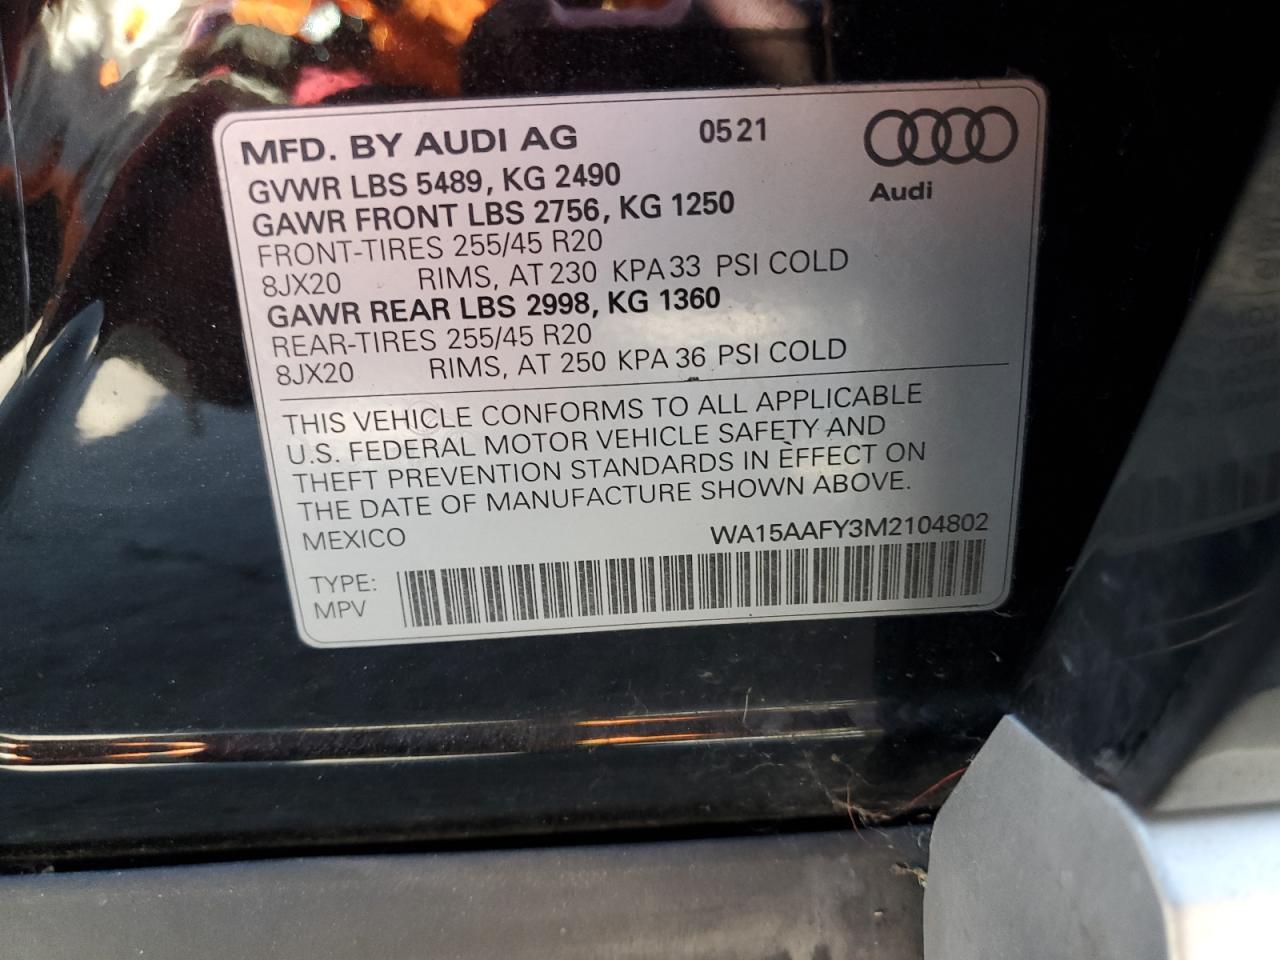 MFD. BY AUDI AG 0521
Audi
GVWR LBS 5489, KG 2490
GAWR FRONT LBS 2756, KG 1250
FRONT-TIRES 255/45 R20
8JX20 RIMS, AT 230 KPA 33 PSI COLD
GAWR REAR LBS 2998, KG 1360
REAR-TIRES 255/45 R20
8JX20 RIMS, AT 250 KPA 36 PSI COLD
THIS VEHICLE CONFORMS TO ALL APPLICABLE
U.S. FEDERAL MOTOR VEHICLE SAFETY AND
THEFT PREVENTION STANDARDS IN EFFECT ON
THE DATE OF MANUFACTURE SHOWN ABOVE.
MEXICO WA15AAFY3M2104802
TYPE:
MPV